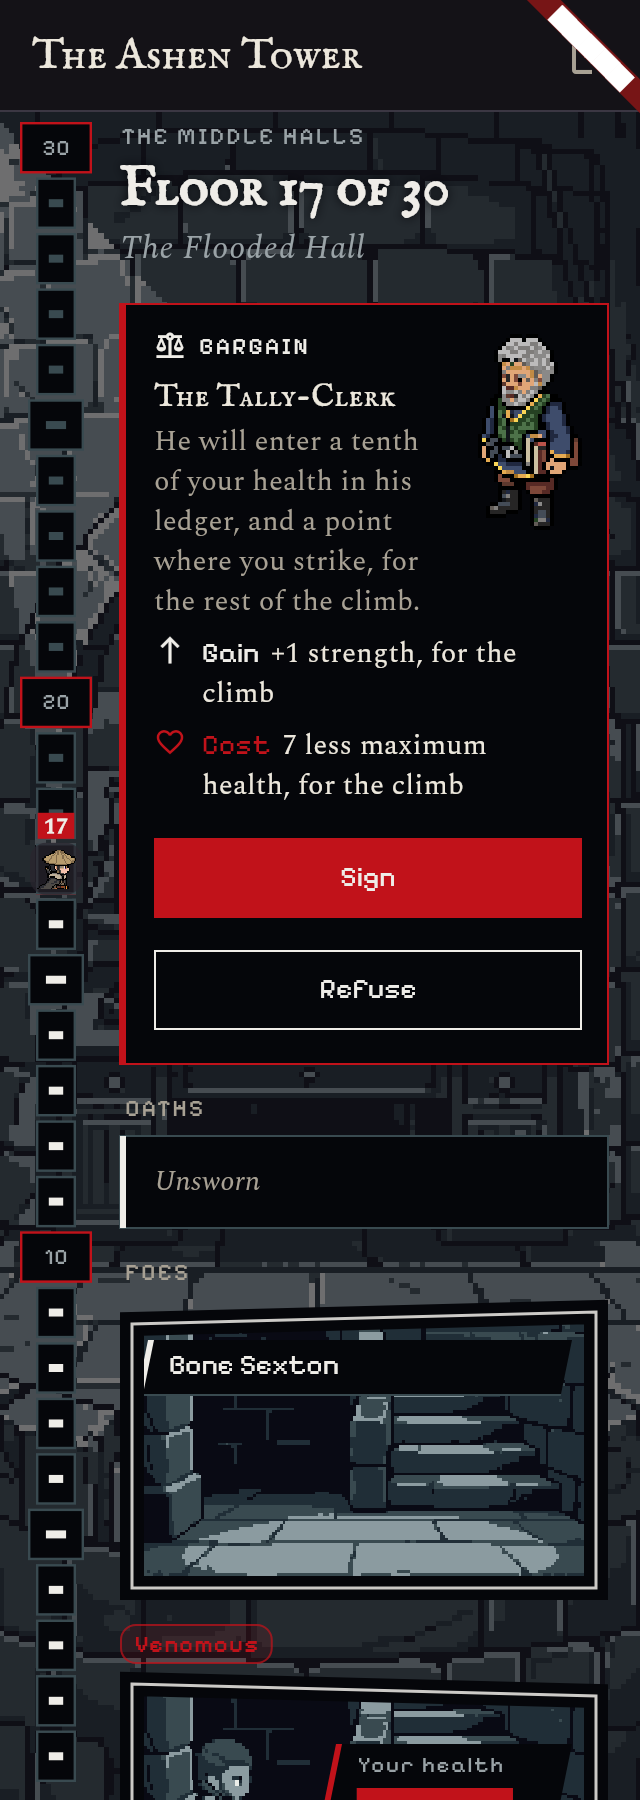 The Ashen Tower
THE MIDDLE HALLS
Floor 17 of 30
The Flooded Hall
30
BARGAIN
The Tally-Clerk
He will enter a tenth
of your health in his
ledger, and a point
where you strike, for
the rest of the climb.
Gain +1 strength, for the
climb
Cost 7 less maximum
health, for the climb
20
17
Sign
Refuse
OATHS
Unsworn
10
FOES
Bone Sexton
Venomous
Your health